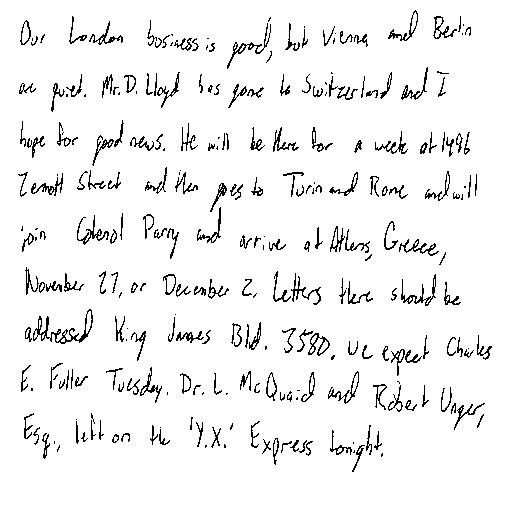 Our London business is good, but Vienna and Berlin
are quiet. Mr. D. Lloyd has gone to Switzerland and I
hope for good news. He will be there for a week at 1496
Zermott Street and then goes to Turin and Rome and will
join Colonel Parry and arrive at Athens, Greece,
November 27, or December 2. Letters there should be
addressed King James Bld. 3580. We expect Charles
E. Fuller Tuesday. Dr. L. McQuaid and Robert Unger,
Esq., left on the 'Y.X.' Express tonight.